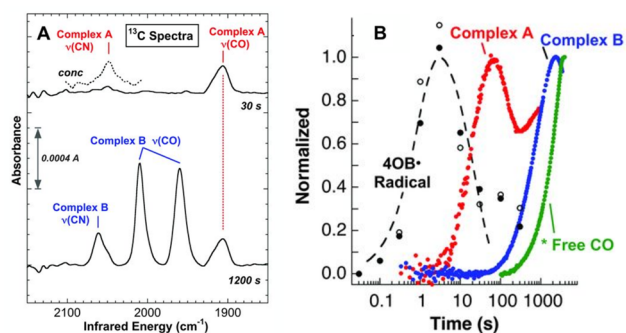 A
Complex A
ν(CN)
¹³C Spectra
Complex A
ν(CO)
conc
30 s
0.0004 A
Complex B ν(CO)
Complex B
ν(CN)
1200 s
Absorbance
2100 2000 1900
Infrared Energy (cm⁻¹)
B
Complex A
Complex B
1.0
0.8
0.6
0.4
0.2
0.0
4OB•
Radical
* Free CO
Normalized
0.1 1 10 100 1000
Time (s)